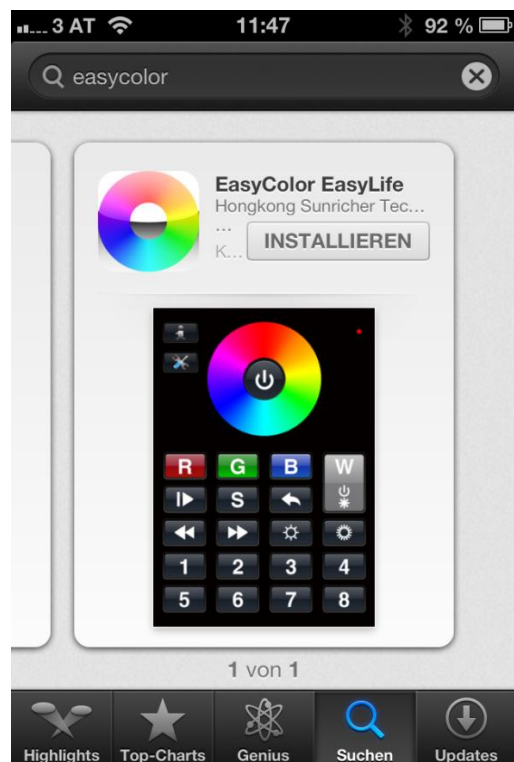 3 AT 11:47 92 %
easycolor
EasyColor EasyLife
Hongkong Sunricher Tec...
...
K... INSTALLIEREN
R G B W
S
1 2 3 4
5 6 7 8
1 von 1
Highlights Top-Charts Genius Suchen Updates